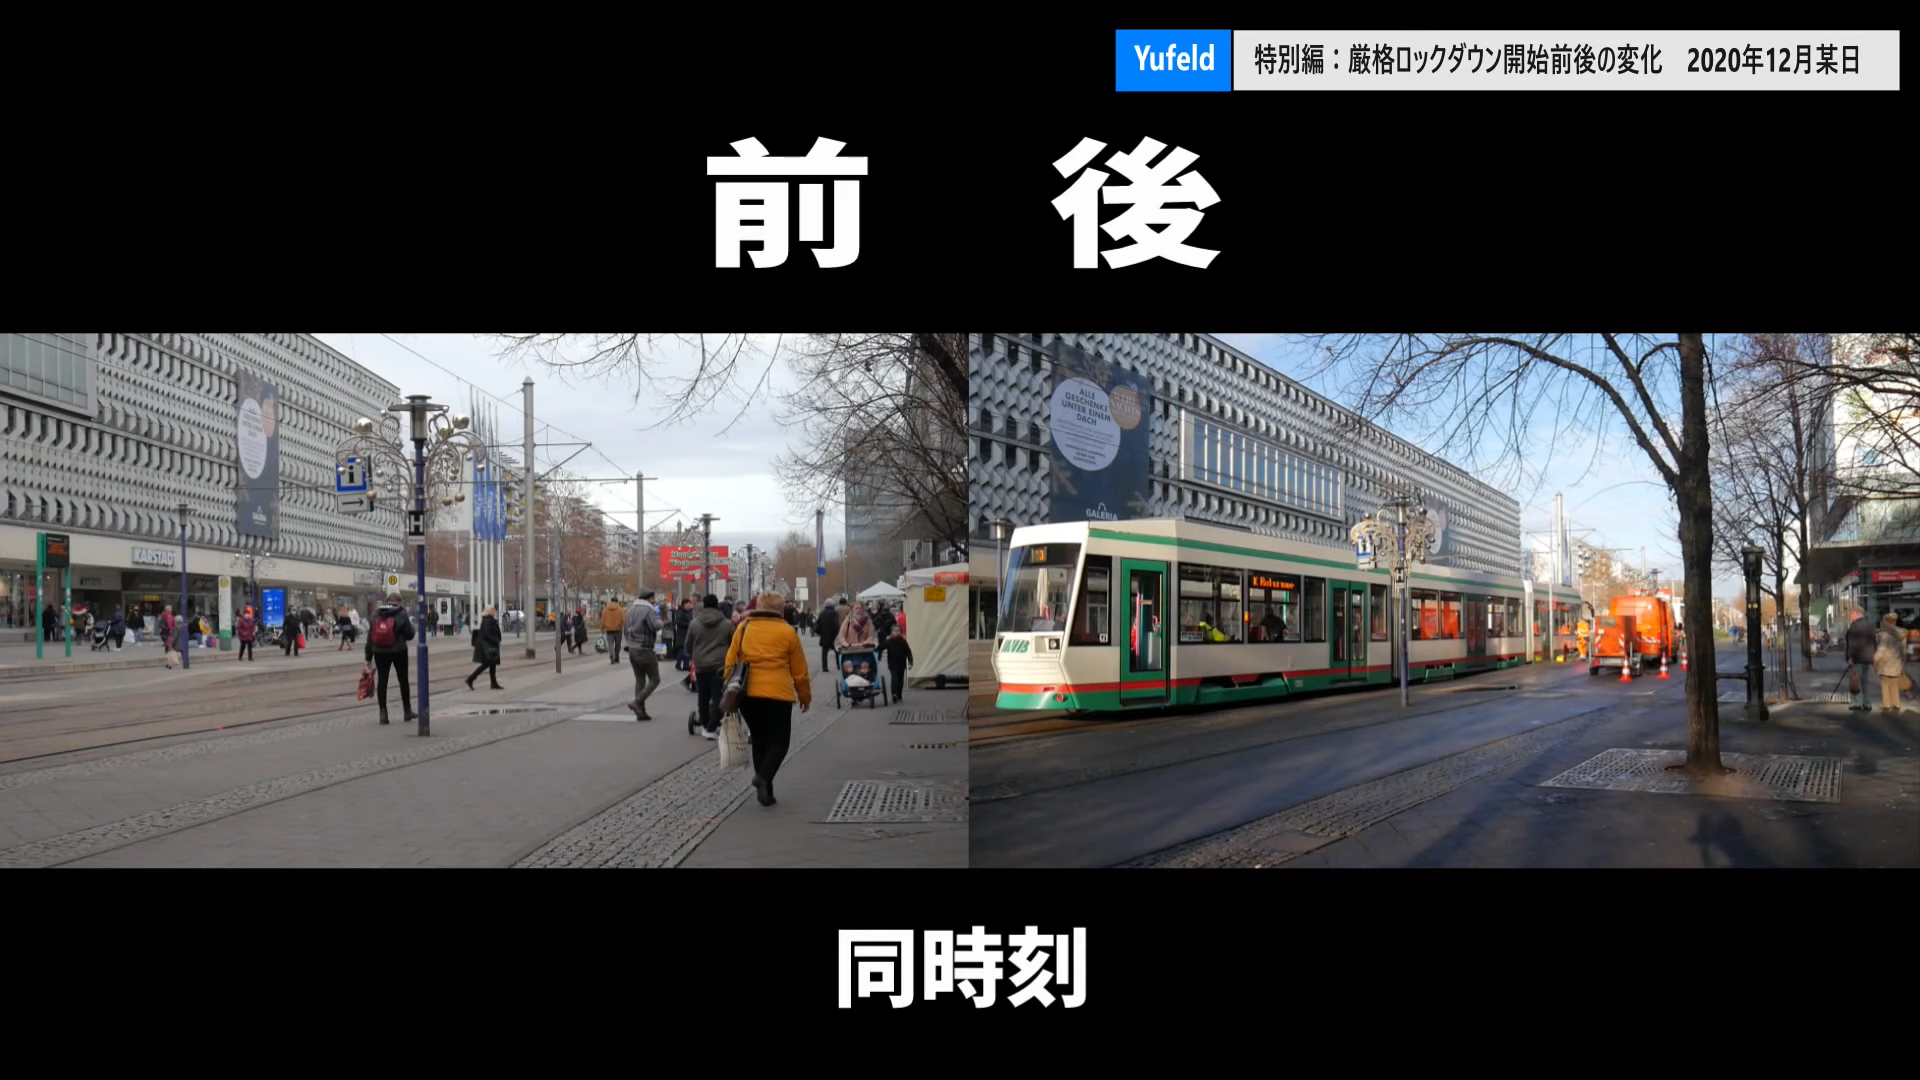 Yufeld
特別編：厳格ロックダウン開始前後の変化　2020年12月某日
前　後
KARSTADT
i
H
GALERIA
ALLE
GESCHENKE
UNTER EINEM
DACH
GALERIA
MVB
同時刻